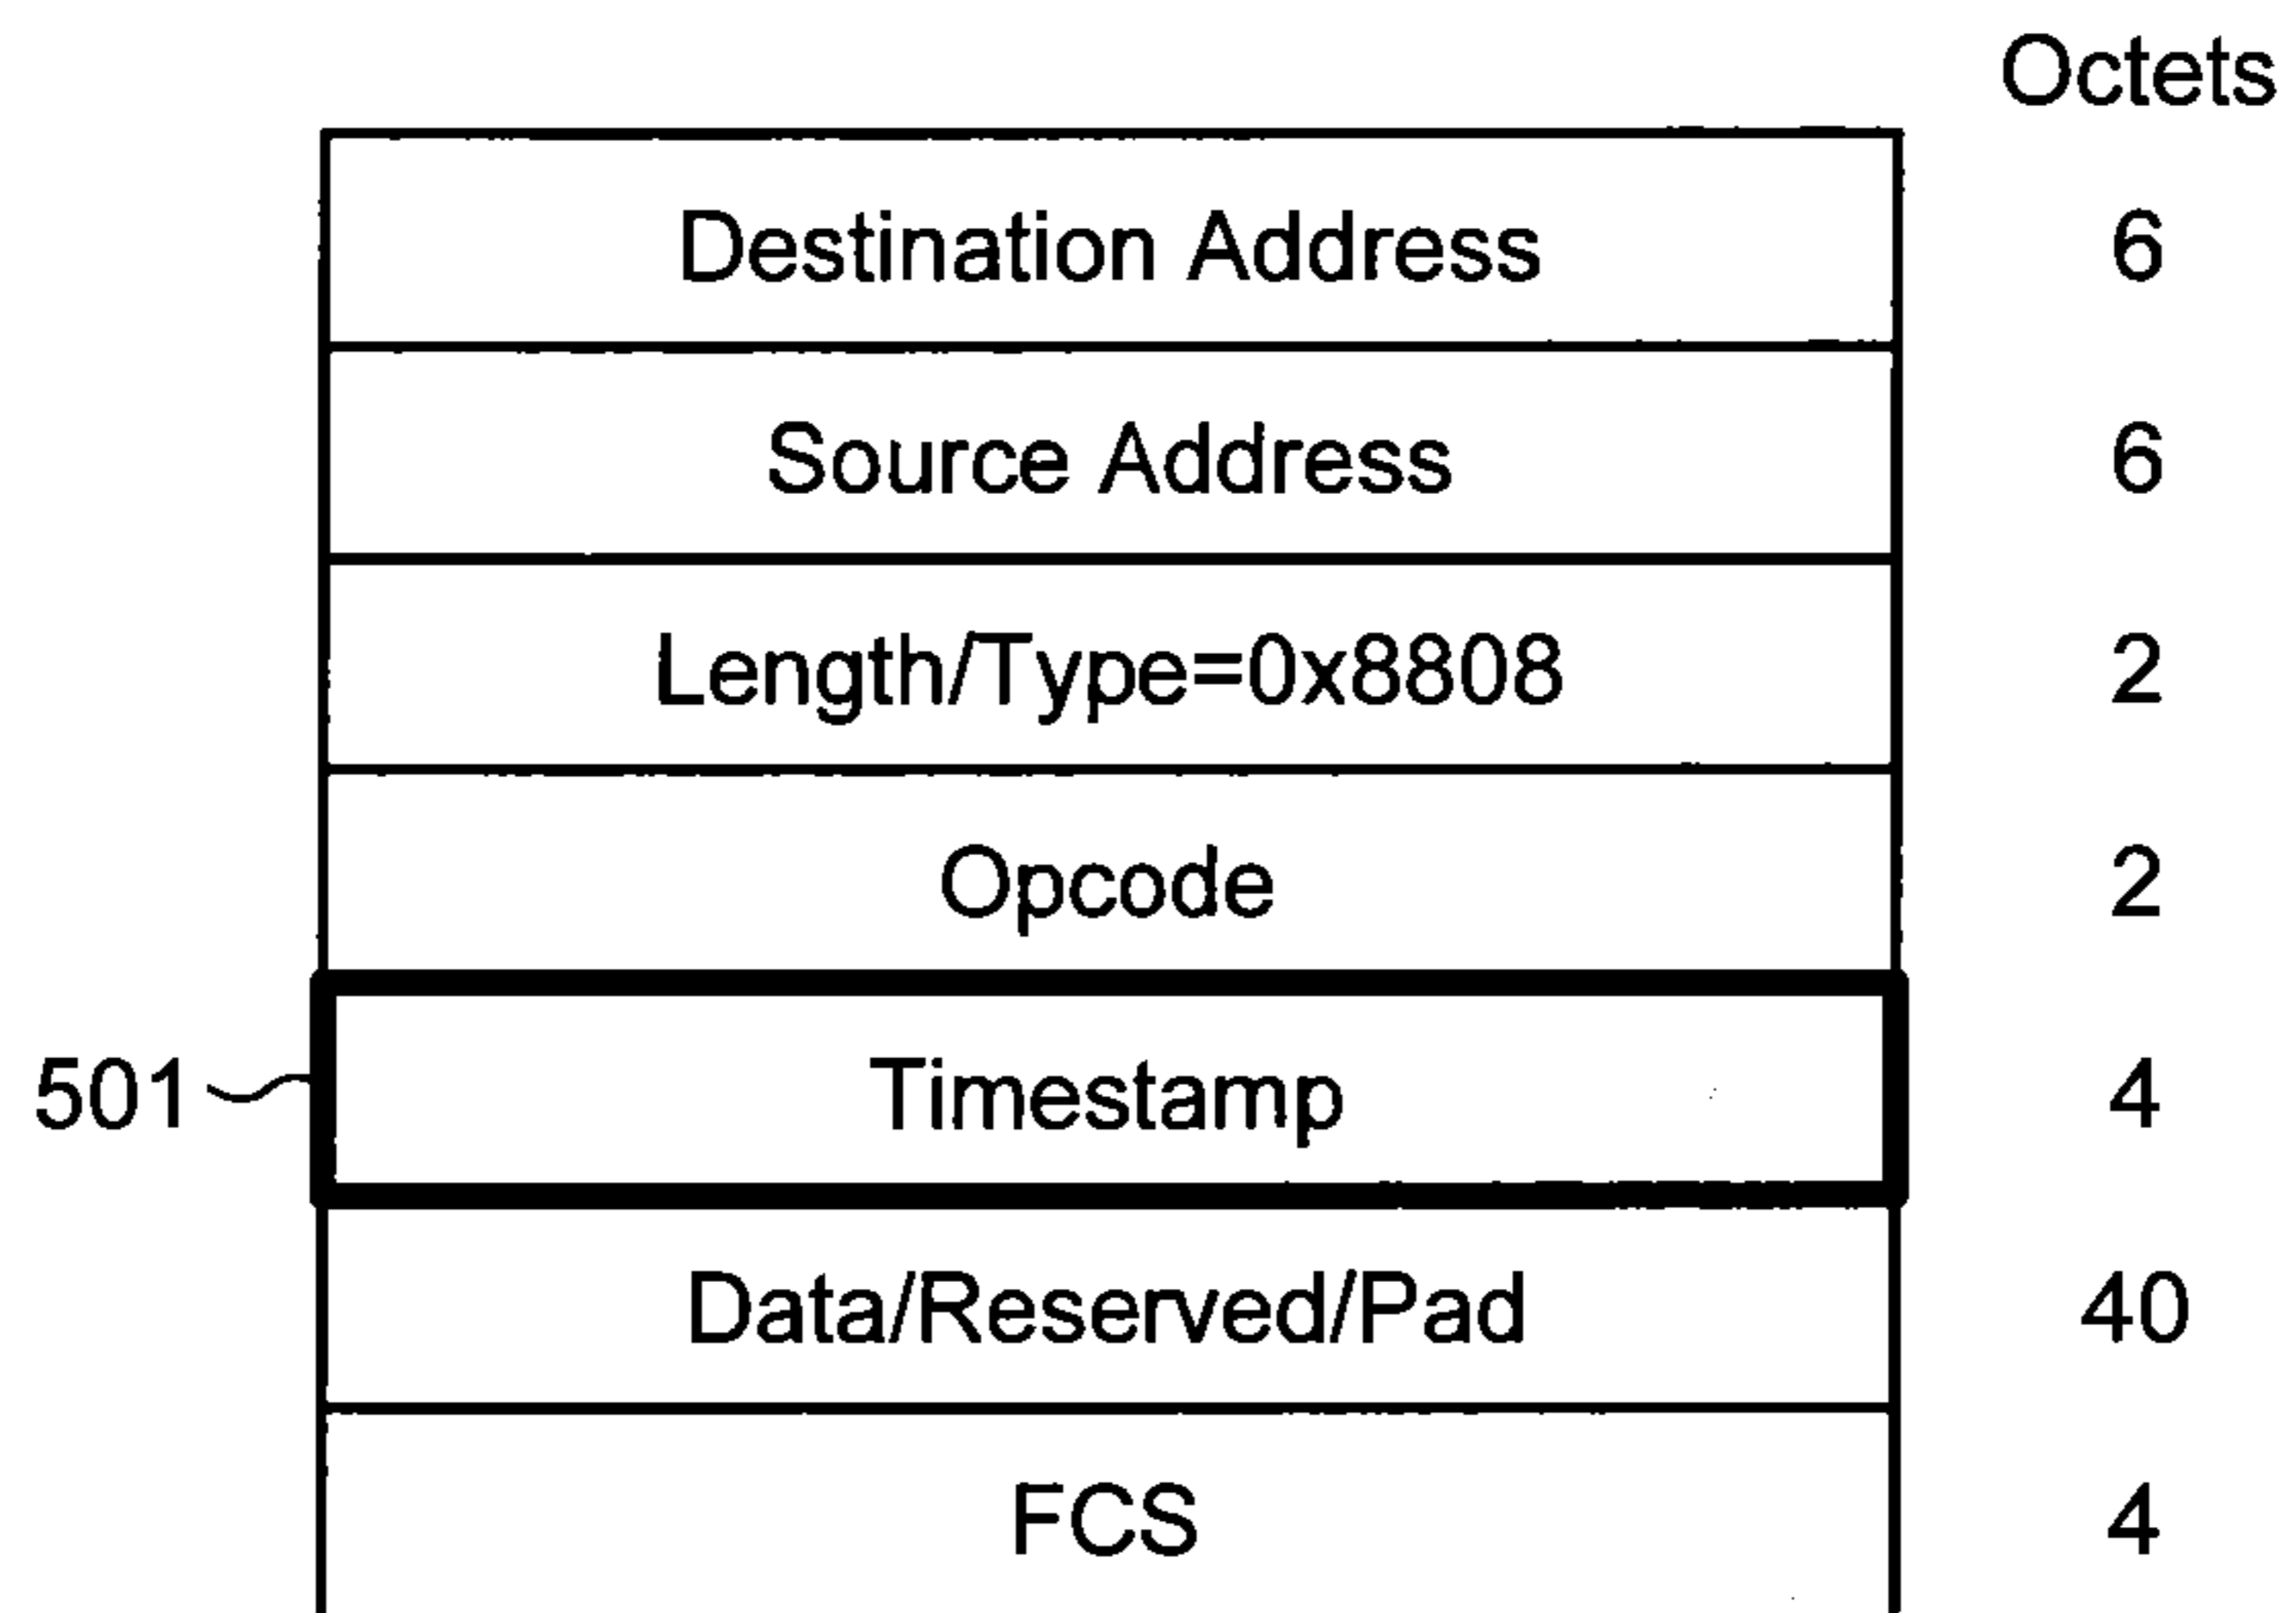 Octets
Destination Address 6
Source Address 6
Length/Type=0x8808 2
Opcode 2
501 Timestamp 4
Data/Reserved/Pad 40
FCS 4